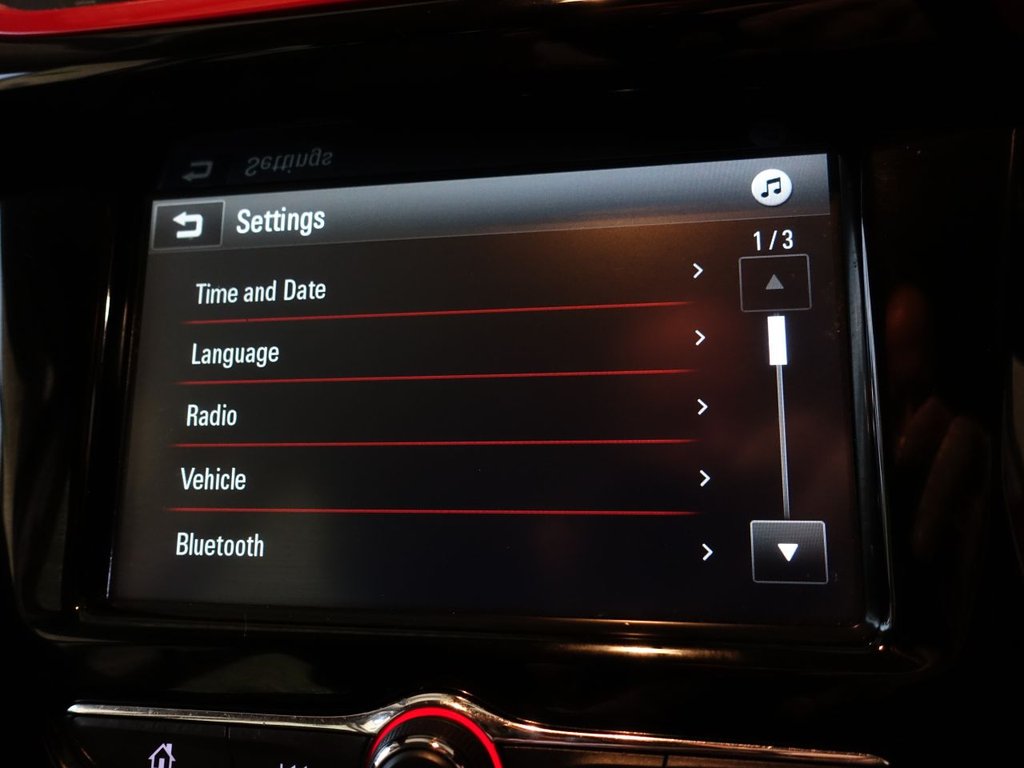 Settings
1/3
Time and Date
Language
Radio
Vehicle
Bluetooth